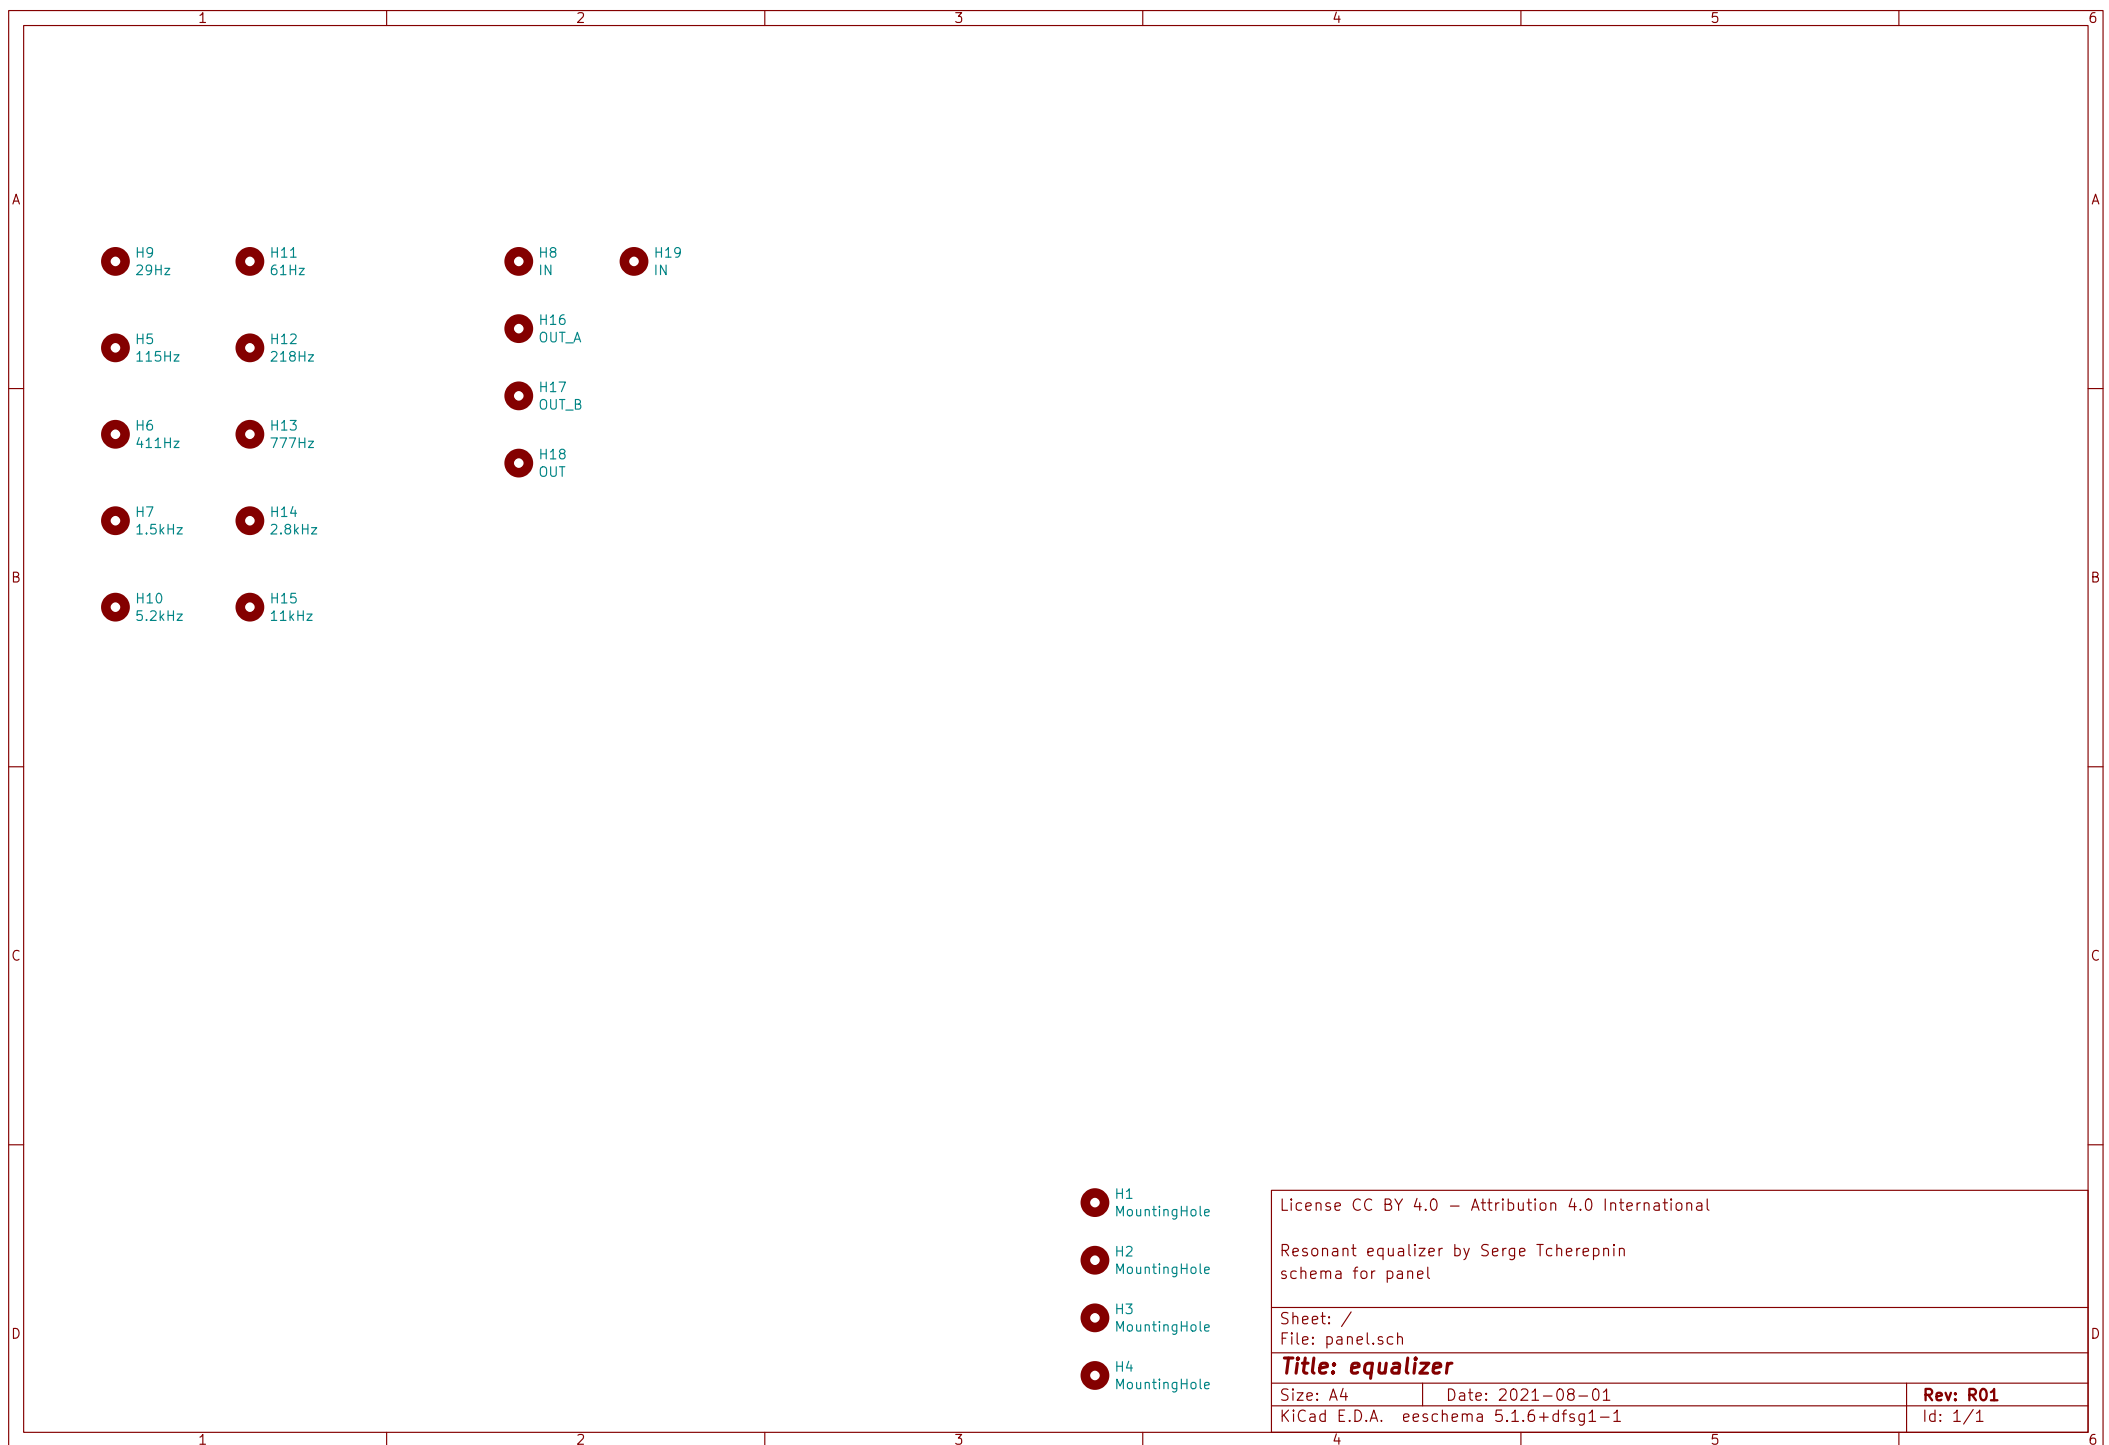 1 2 3 4 5 6
A A
H9
29Hz
H11
61Hz
H8
IN
H19
IN
H16
OUT_A
H5
115Hz
H12
218Hz
H17
OUT_B
H6
411Hz
H13
777Hz
H18
OUT
H7
1.5kHz
H14
2.8kHz
B B
H10
5.2kHz
H15
11kHz
C C
H1
MountingHole
H2
MountingHole
H3
MountingHole
H4
MountingHole
License CC BY 4.0 - Attribution 4.0 International
Resonant equalizer by Serge Tcherepnin
schema for panel
Sheet: /
File: panel.sch
D D
Title: equalizer
Size: A4 Date: 2021-08-01 Rev: R01
KiCad E.D.A. eeschema 5.1.6+dfsg1-1 Id: 1/1
1 2 3 4 5 6